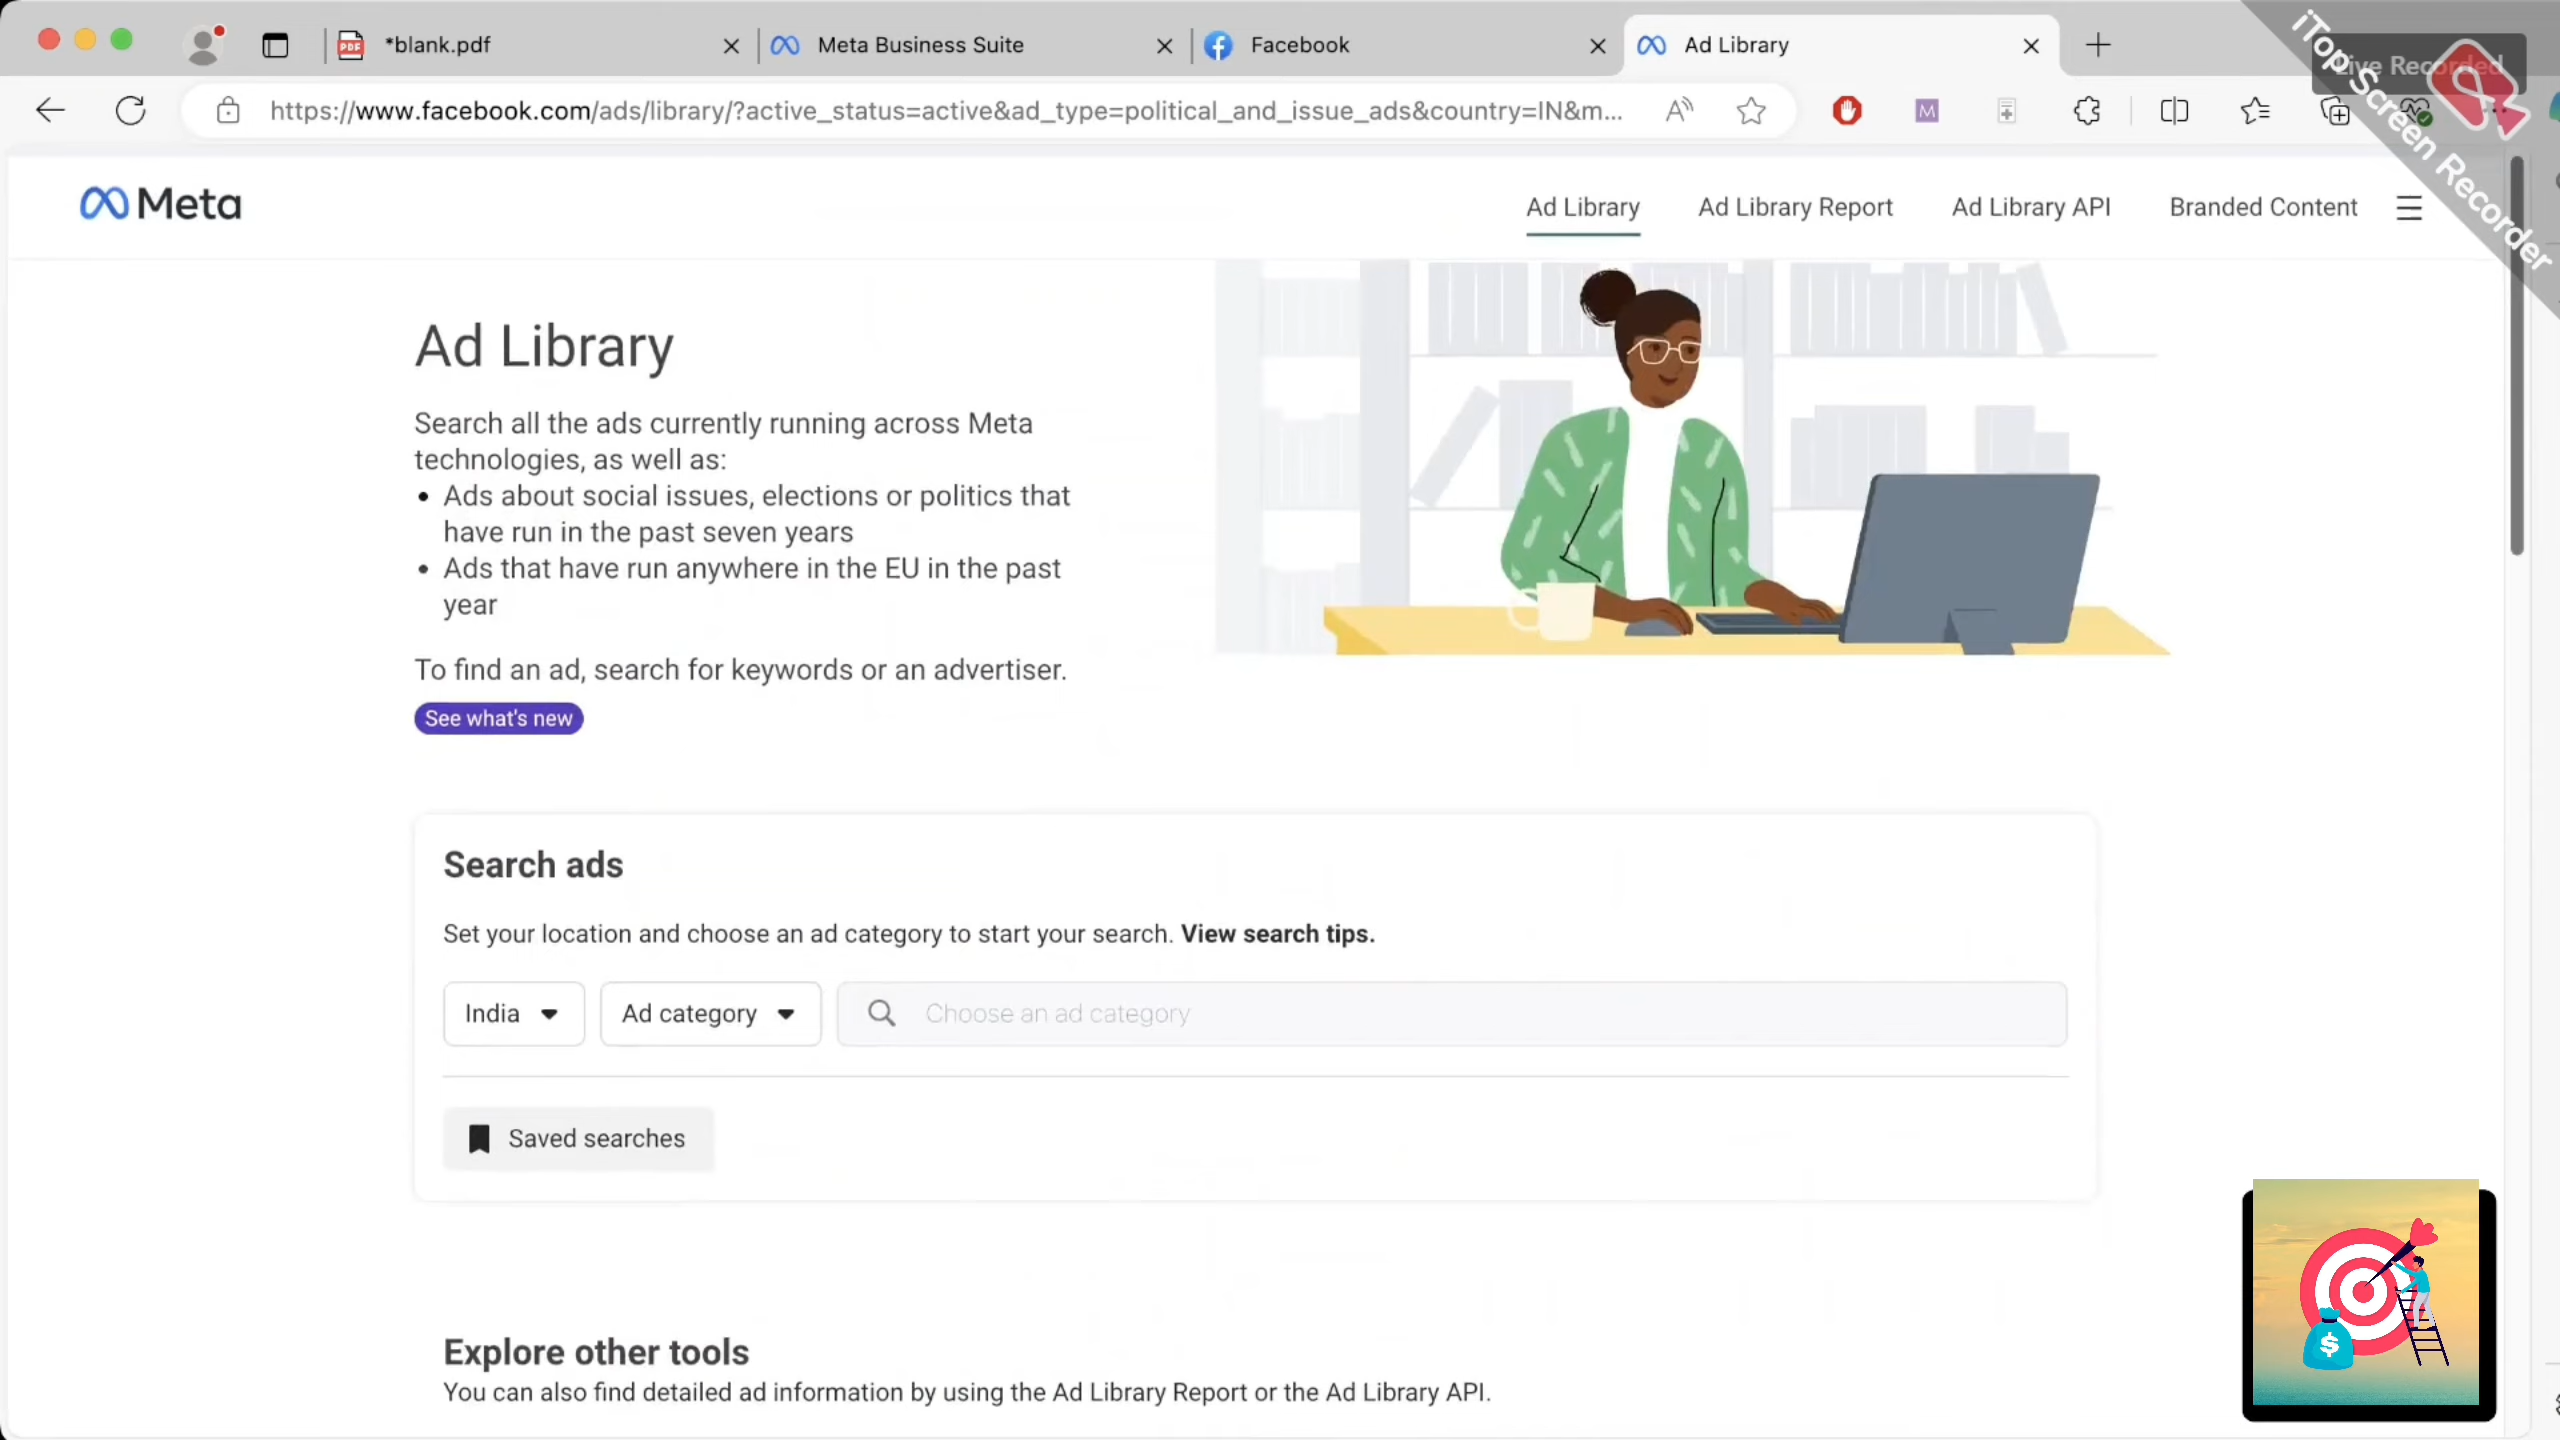 *blank.pdf
Meta Business Suite
Facebook
Ad Library
iTop Screen Recorder
https://www.facebook.com/ads/library/?active_status=active&ad_type=political_and_issue_ads&country=IN&m...
Meta
Ad Library
Ad Library Report
Ad Library API
Branded Content
Ad Library
Search all the ads currently running across Meta
technologies, as well as:
• Ads about social issues, elections or politics that
have run in the past seven years
• Ads that have run anywhere in the EU in the past
year
To find an ad, search for keywords or an advertiser.
See what's new
Search ads
Set your location and choose an ad category to start your search. View search tips.
India
Ad category
Choose an ad category
Saved searches
Explore other tools
You can also find detailed ad information by using the Ad Library Report or the Ad Library API.